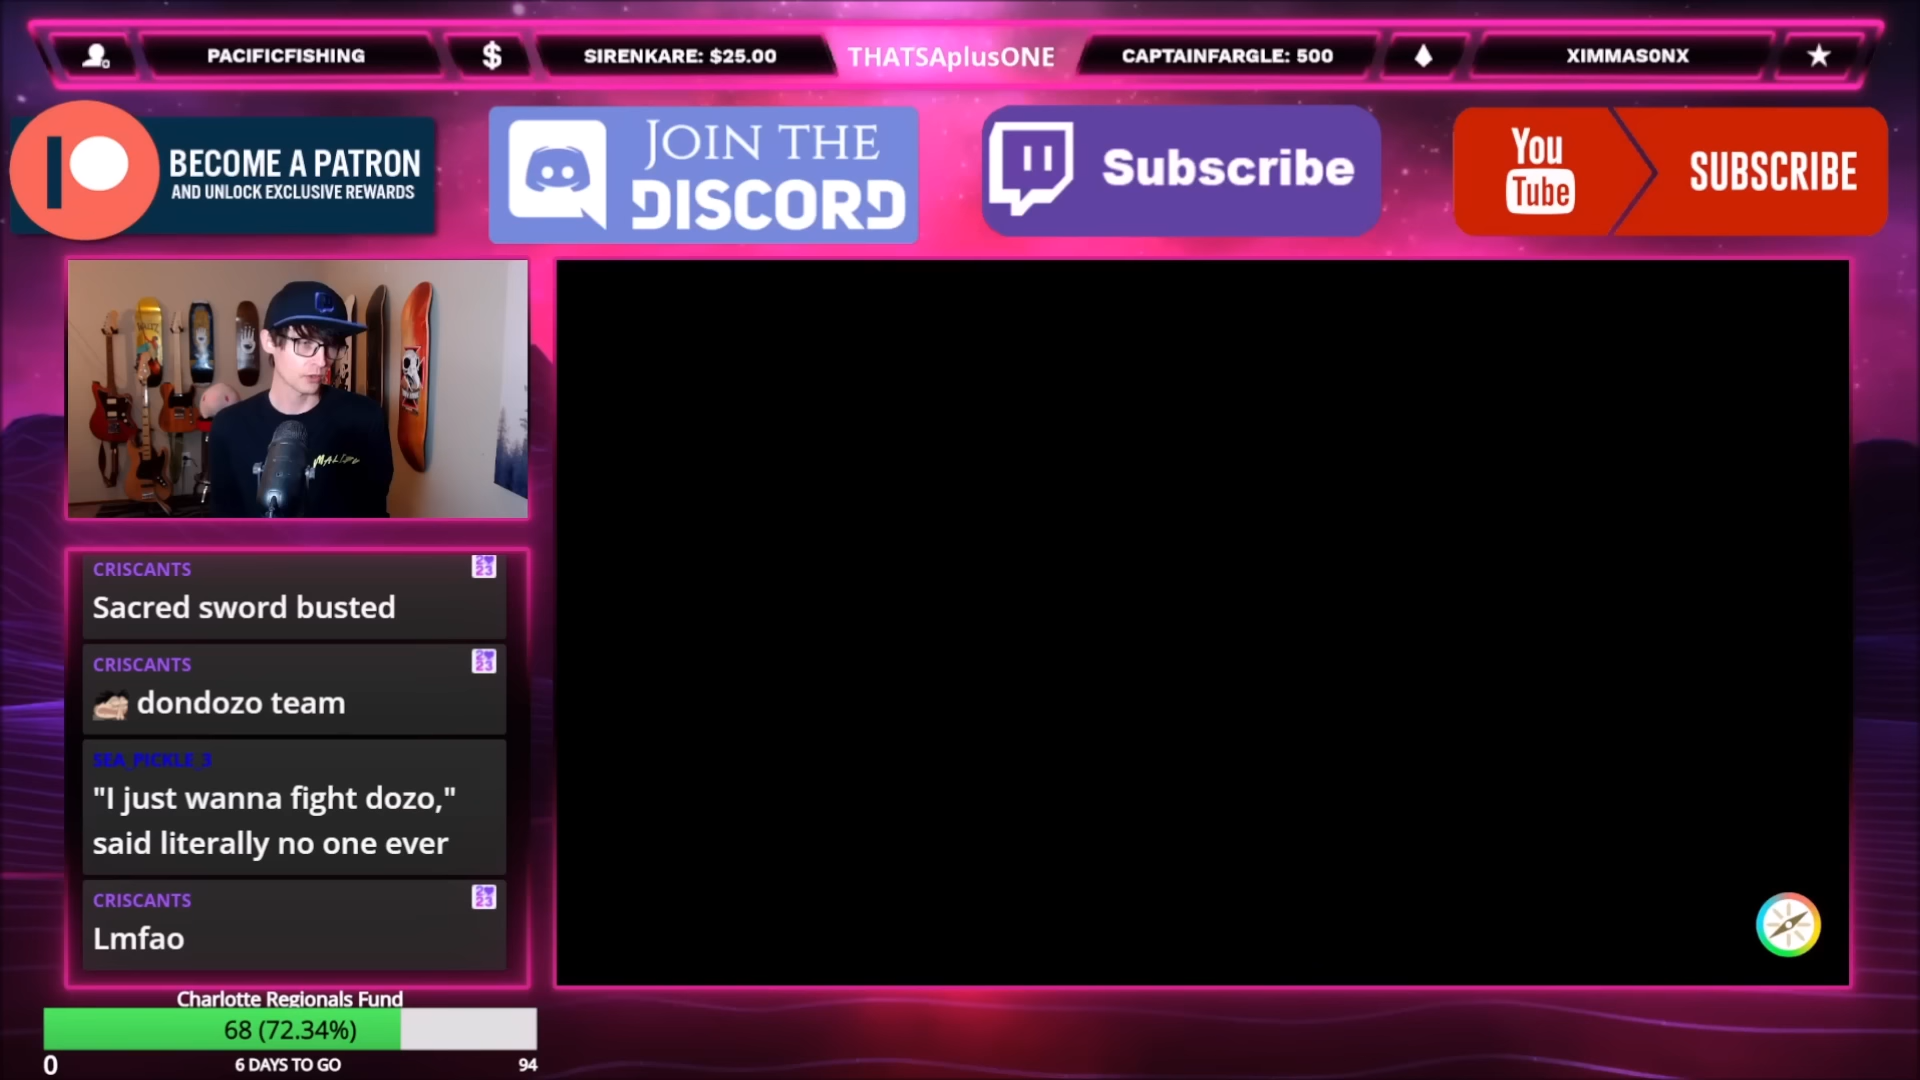 PACIFICFISHING
$
SIRENKARE: $25.00
THATSAplusONE
CAPTAINFARGLE: 500
XIMMAS0NX
BECOME A PATRON
AND UNLOCK EXCLUSIVE REWARDS
JOIN THE
DISCORD
Subscribe
You
Tube
SUBSCRIBE
CRISCANTS
Sacred sword busted
CRISCANTS
dondozo team
SEA_PICKLE_3
"I just wanna fight dozo,"
said literally no one ever
CRISCANTS
Lmfao
Charlotte Regionals Fund
68 (72.34%)
0
6 DAYS TO GO
94